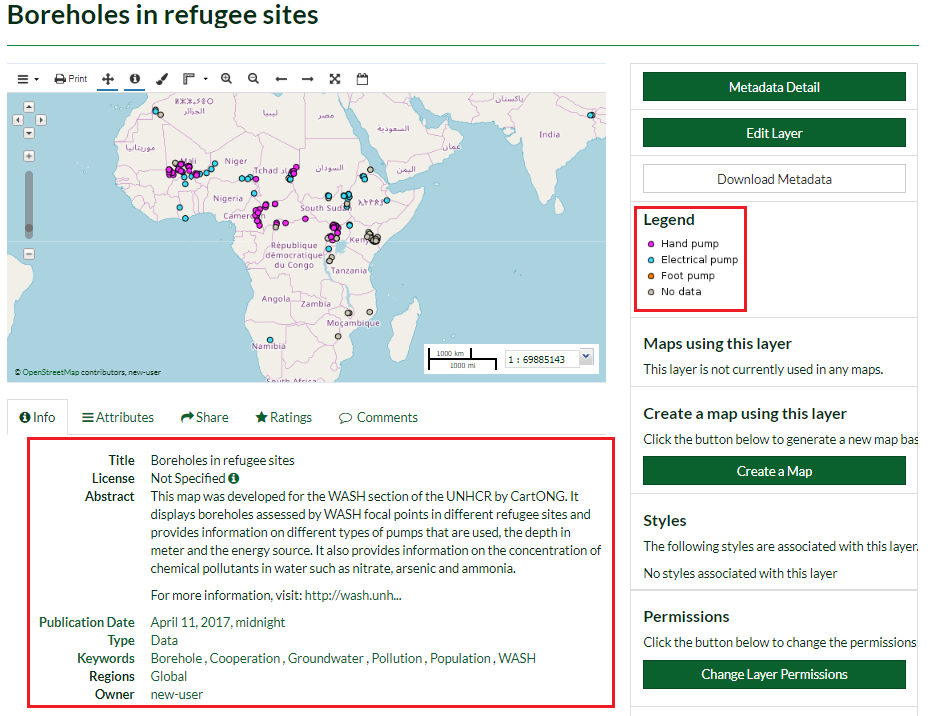 Boreholes in refugee sites
Print
ⵍⵣⵣⴰⵢⴻⵔ
الجزائر
ليبيا
مصر
السعودية
پاکستان
India
عمان
اليمن
موريتانيا
Mali
Niger
Tchad
السودان
Nigeria
South Sudan
Cameroun
République
démocratique
du Congo
Kenya
Tanzania
Angola
Zambia
Moçambique
Namibia
South Africa
1000 km
1000 mi
1 : 69885143
© OpenStreetMap contributors, new-user
Metadata Detail
Edit Layer
Download Metadata
Legend
Hand pump
Electrical pump
Foot pump
No data
Maps using this layer
This layer is not currently used in any maps.
Create a map using this layer
Click the button below to generate a new map bas
Create a Map
Styles
The following styles are associated with this layer.
No styles associated with this layer
Permissions
Click the button below to change the permissions
Change Layer Permissions
Info
Attributes
Share
Ratings
Comments
Title Boreholes in refugee sites
License Not Specified
Abstract This map was developed for the WASH section of the UNHCR by CartONG. It
displays boreholes assessed by WASH focal points in different refugee sites and
provides information on different types of pumps that are used, the depth in
meter and the energy source. It also provides information on the concentration of
chemical pollutants in water such as nitrate, arsenic and ammonia.
For more information, visit: http://wash.unh...
Publication Date April 11, 2017, midnight
Type Data
Keywords Borehole , Cooperation , Groundwater , Pollution , Population , WASH
Regions Global
Owner new-user